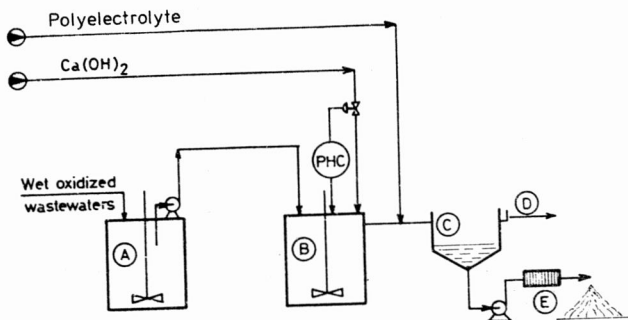 Polyelectrolyte
Ca(OH)2
PHC
Wet oxidized
wastewaters
A
B
C
D
E